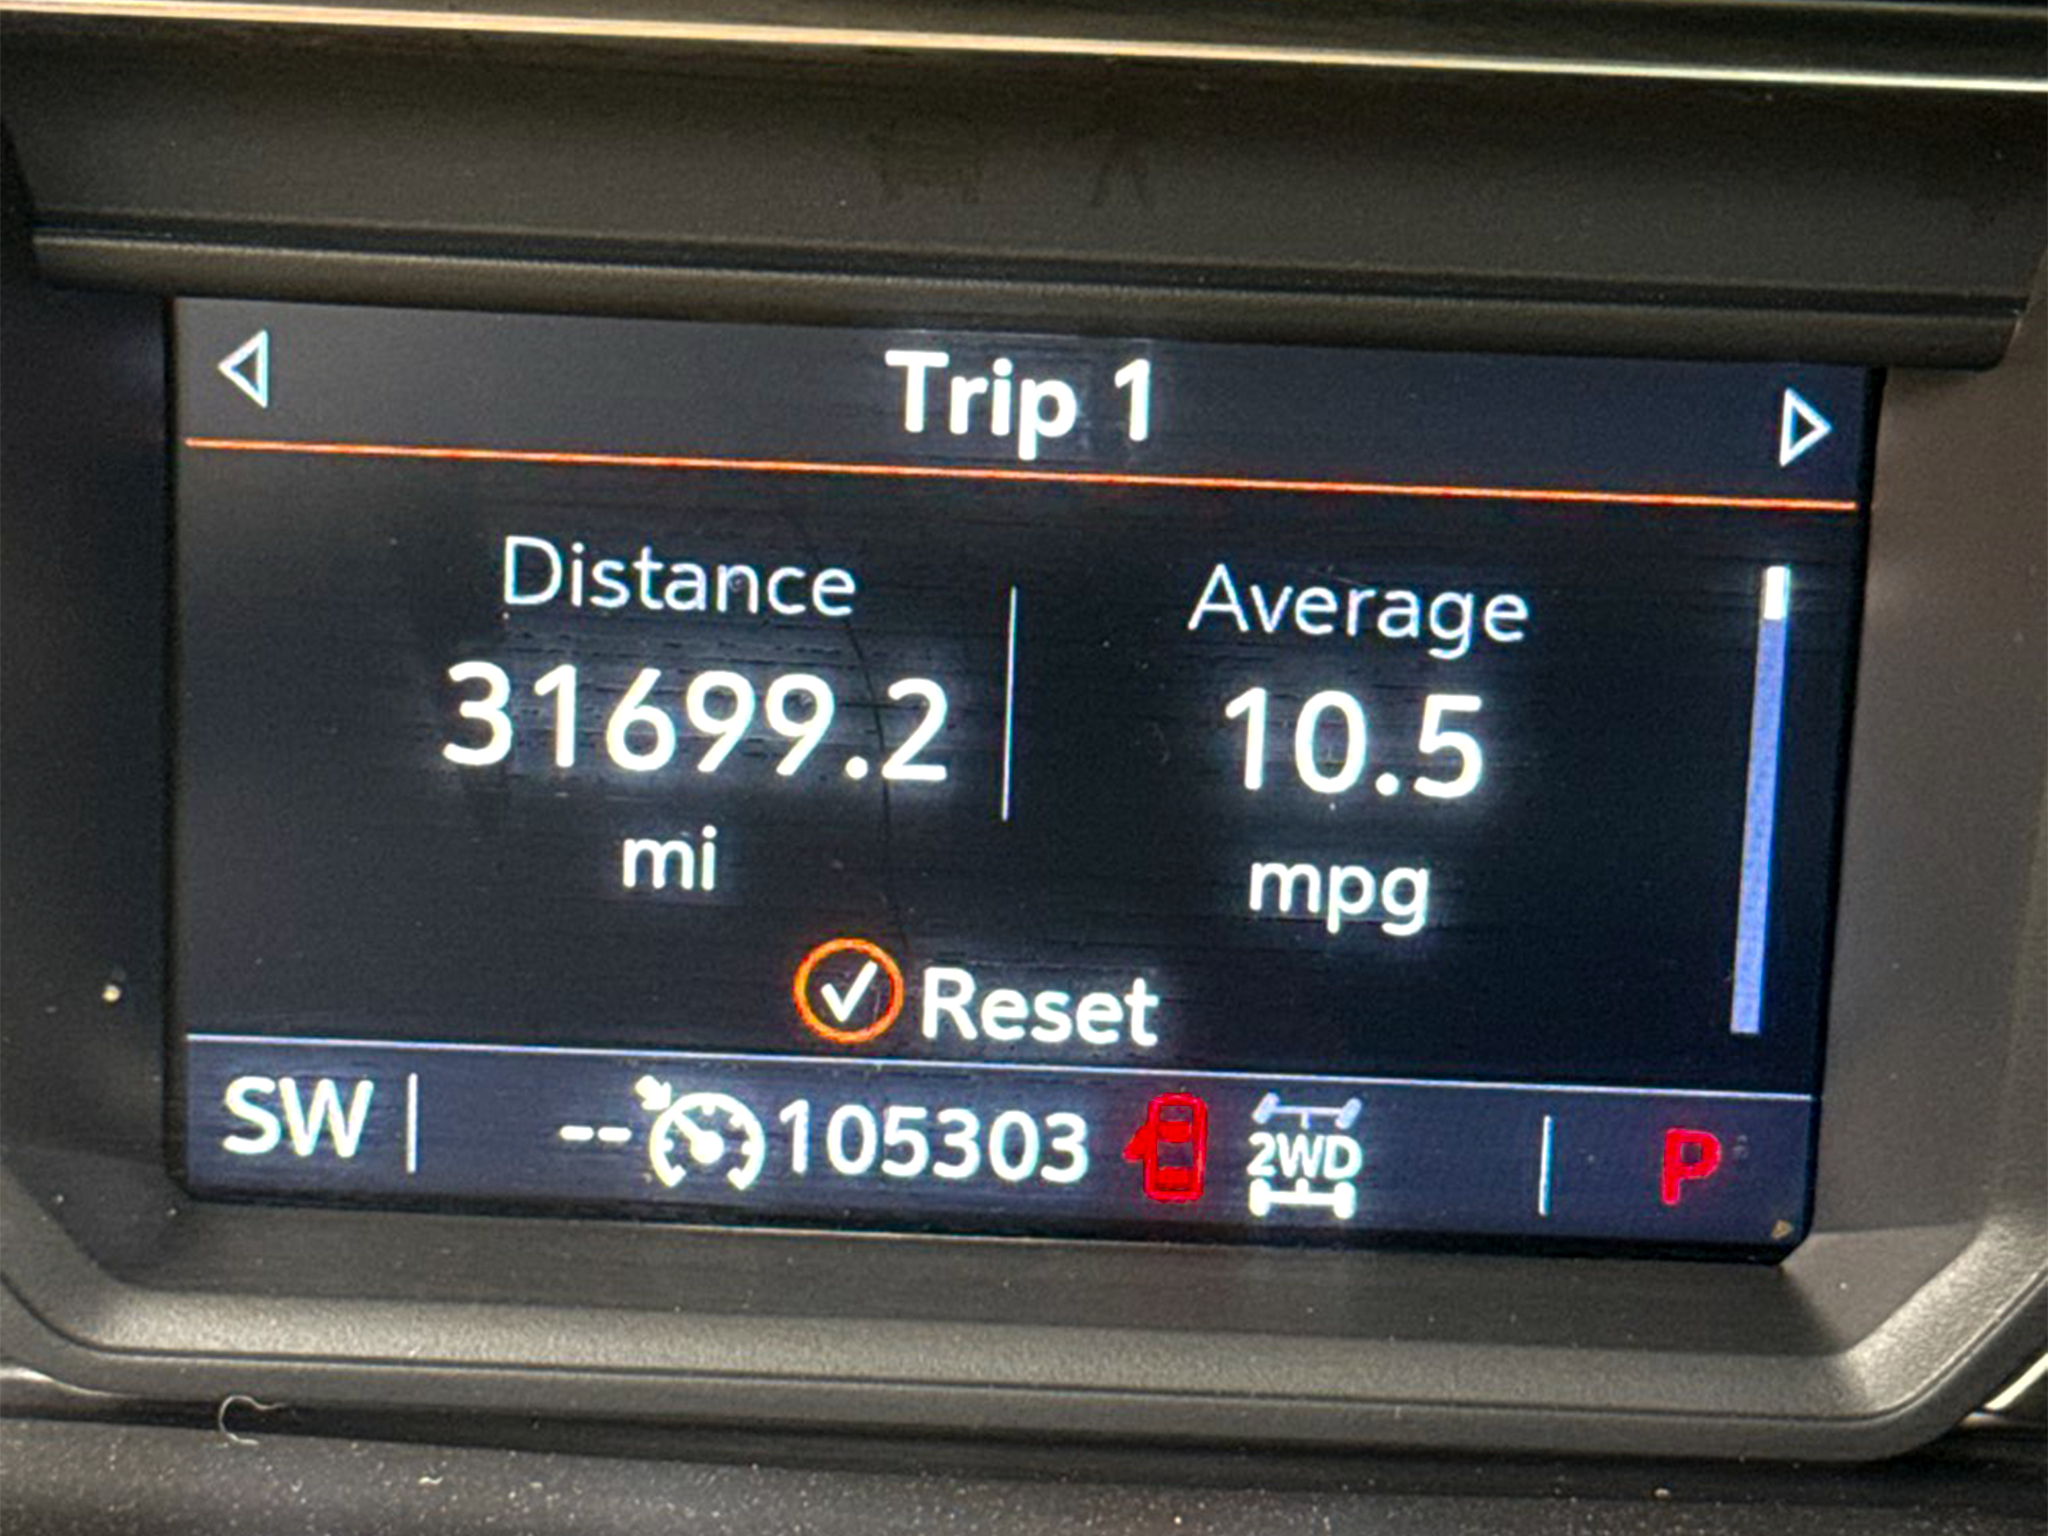 Trip 1
Distance
Average
31699.2
10.5
mi
mpg
Reset
SW
--
105303
2WD
P